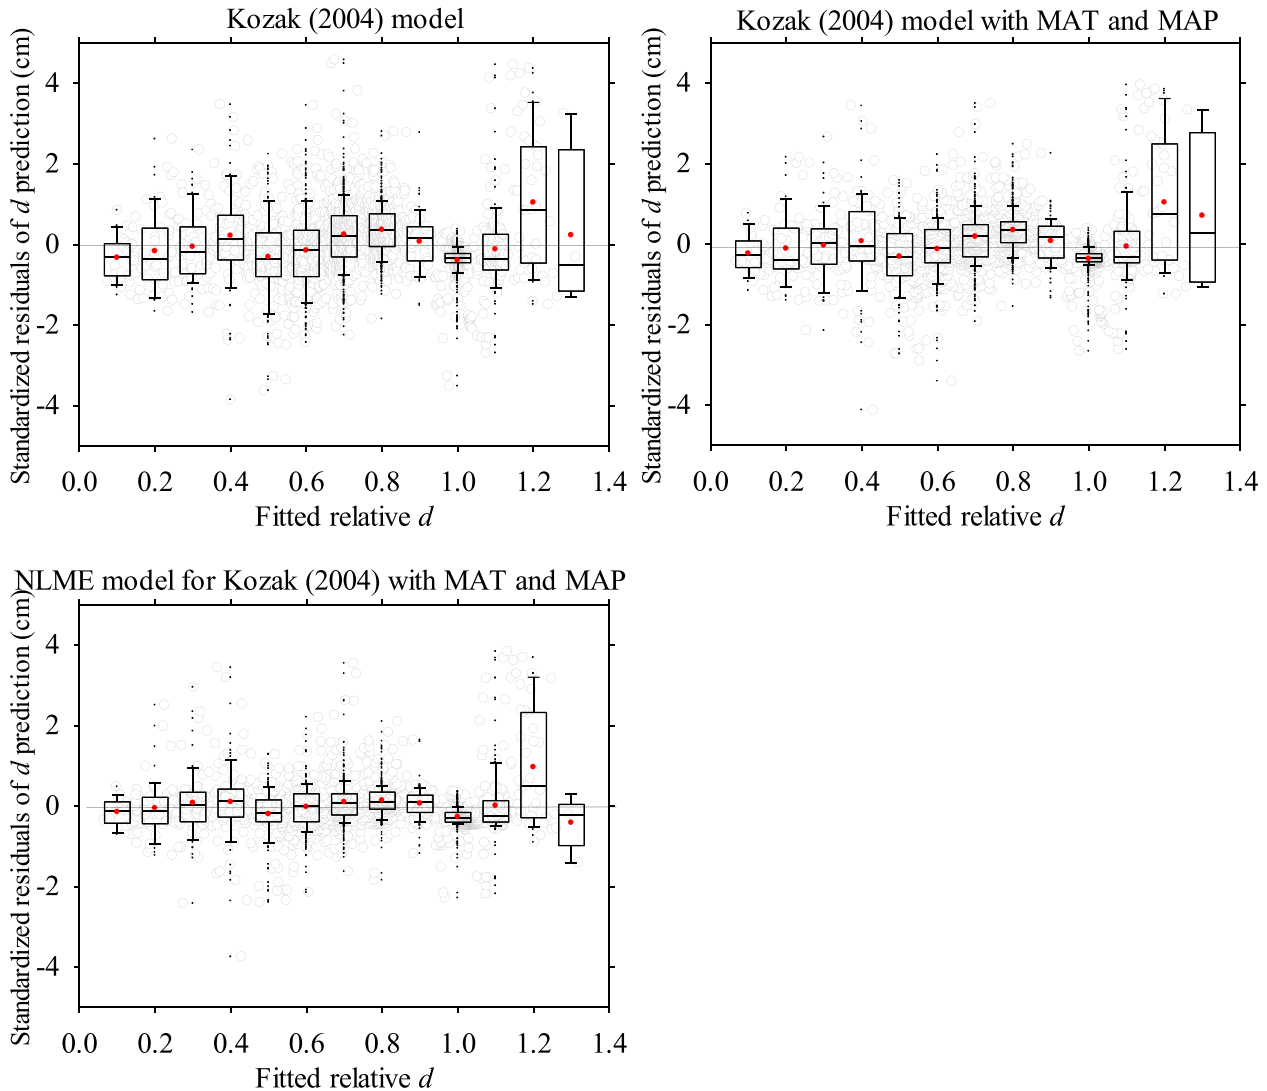 Kozak (2004) model
Standardized residuals of d prediction (cm)
4
2
0
-2
-4
0.0 0.2 0.4 0.6 0.8 1.0 1.2 1.4
Fitted relative d
Kozak (2004) model with MAT and MAP
Standardized residuals of d prediction (cm)
4
2
0
-2
-4
0.0 0.2 0.4 0.6 0.8 1.0 1.2 1.4
Fitted relative d
NLME model for Kozak (2004) with MAT and MAP
Standardized residuals of d prediction (cm)
4
2
0
-2
-4
0.0 0.2 0.4 0.6 0.8 1.0 1.2 1.4
Fitted relative d